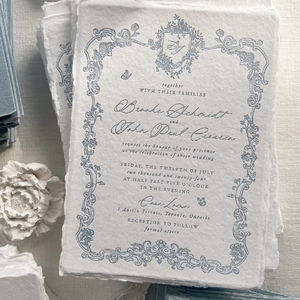 together
WITH THEIR FAMILIES
Brooke Schmidt
and
John Paul
request the honour of your presence
at the celebration of their wedding
FRIDAY, THE TWELFTH OF JULY
two thousand and twenty-four
AT HALF PAST FIVE O'CLOCK
IN THE EVENING
Casa Loma
1 Austin Terrace, Toronto, Ontario
RECEPTION TO FOLLOW
formal attire